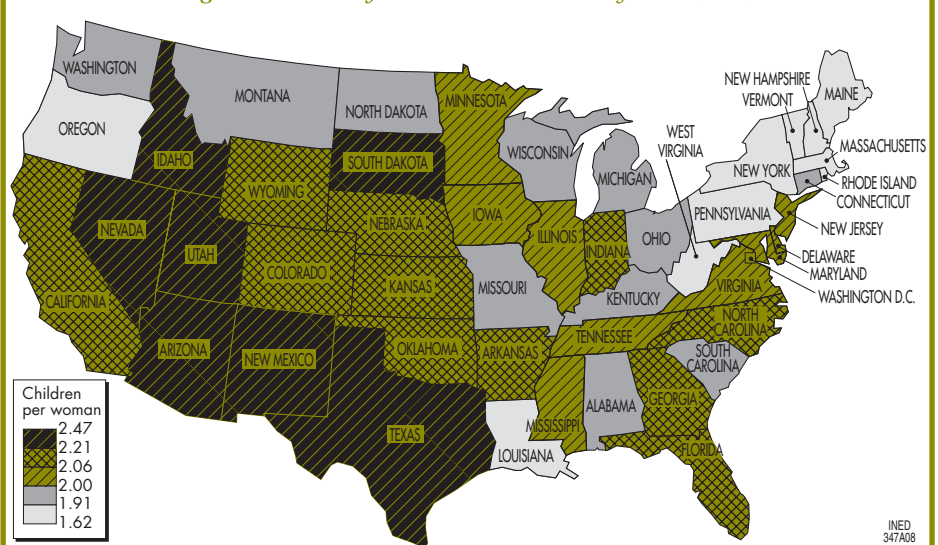 WASHINGTON
MONTANA
NORTH DAKOTA
MINNESOTA
OREGON
IDAHO
SOUTH DAKOTA
WYOMING
WISCONSIN
MICHIGAN
NEW HAMPSHIRE
VERMONT
MAINE
WEST
VIRGINIA
MASSACHUSETTS
NEW YORK
RHODE ISLAND
CONNECTICUT
PENNSYLVANIA
NEW JERSEY
NEVADA
UTAH
NEBRASKA
IOWA
ILLINOIS
INDIANA
OHIO
DELAWARE
MARYLAND
WASHINGTON D.C.
CALIFORNIA
COLORADO
KANSAS
MISSOURI
KENTUCKY
VIRGINIA
NORTH
CAROLINA
ARIZONA
NEW MEXICO
OKLAHOMA
ARKANSAS
TENNESSEE
SOUTH
CAROLINA
TEXAS
LOUISIANA
MISSISSIPPI
ALABAMA
GEORGIA
FLORIDA
Children
per woman
2.47
2.21
2.06
2.00
1.91
1.62
INED
347A08